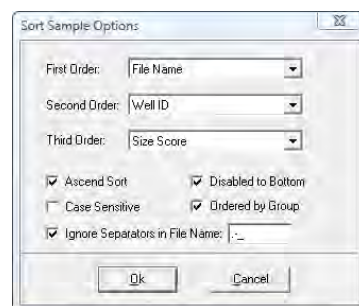 Sort Sample Options
First Order: File Name
Second Order: Well ID
Third Order: Size Score
Ascend Sort Disabled to Bottom
Case Sensitive Ordered by Group
Ignore Separators in File Name: .-_
Ok Cancel